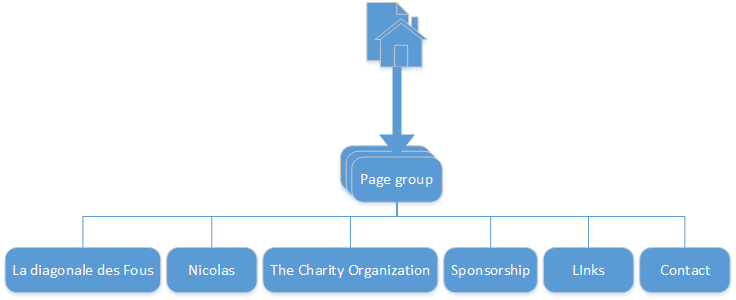 Page group
La diagonale des Fous
Nicolas
The Charity Organization
Sponsorship
LInks
Contact